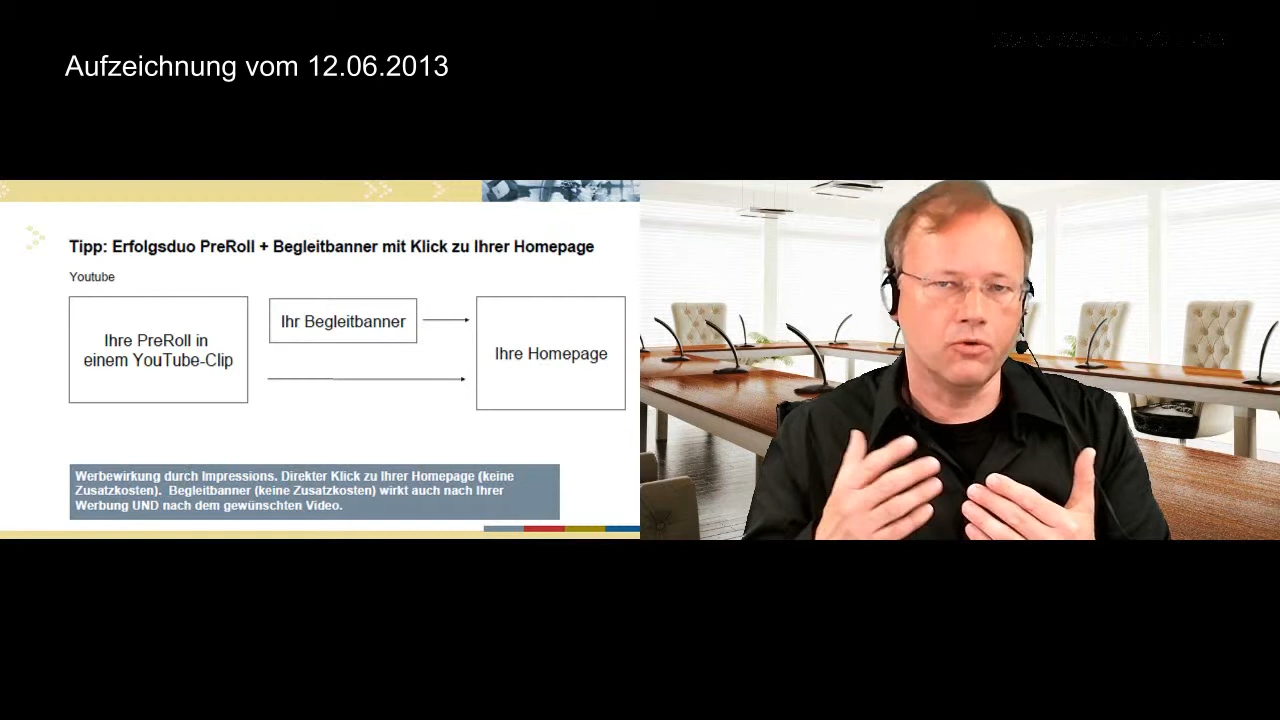 Aufzeichnung vom 12.06.2013
Tipp: Erfolgsduo PreRoll + Begleitbanner mit Klick zu Ihrer Homepage
Youtube
Ihre PreRoll in
einem YouTube-Clip
Ihr Begleitbanner
Ihre Homepage
Werbewirkung durch Impressions. Direkter Klick zu Ihrer Homepage (keine
Zusatzkosten). Begleitbanner (keine Zusatzkosten) wirkt auch nach Ihrer
Werbung UND nach dem gewünschten Video.